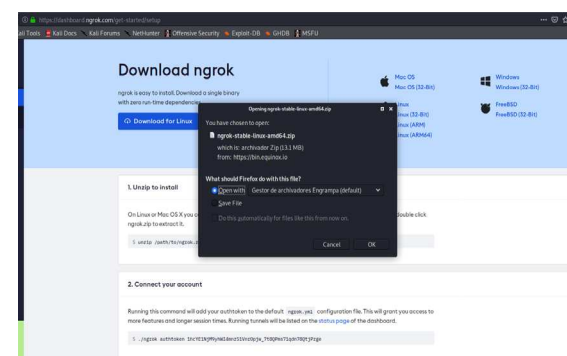 https://dashboard.ngrok.com/get-started/setup
ali Tools Kali Docs Kali Forums NetHunter Offensive Security Exploit-DB GHDB MSFU
Download ngrok
ngrok is easy to install. Download a single binary
with zero run-time dependencies.
Download for Linux
Mac OS
Mac OS (32-Bit)
Linux
Linux (32-Bit)
Linux (ARM)
Linux (ARM64)
Windows
Windows (32-Bit)
FreeBSD
FreeBSD (32-Bit)
Opening ngrok-stable-linux-amd64.zip
You have chosen to open:
ngrok-stable-linux-amd64.zip
which is: archivador Zip (13.1 MB)
from: https://bin.equinox.io
What should Firefox do with this file?
Open with Gestor de archivadores Engrampa (default)
Save File
Do this automatically for files like this from now on.
Cancel OK
1. Unzip to install
On Linux or Mac OS X you c
double click
ngrok.zip to extract it.
$ unzip /path/to/ngrok.z
2. Connect your account
Running this command will add your authtoken to the default ngrok.yml configuration file. This will grant you access to
more features and longer session times. Running tunnels will be listed on the status page of the dashboard.
$ ./ngrok authtoken